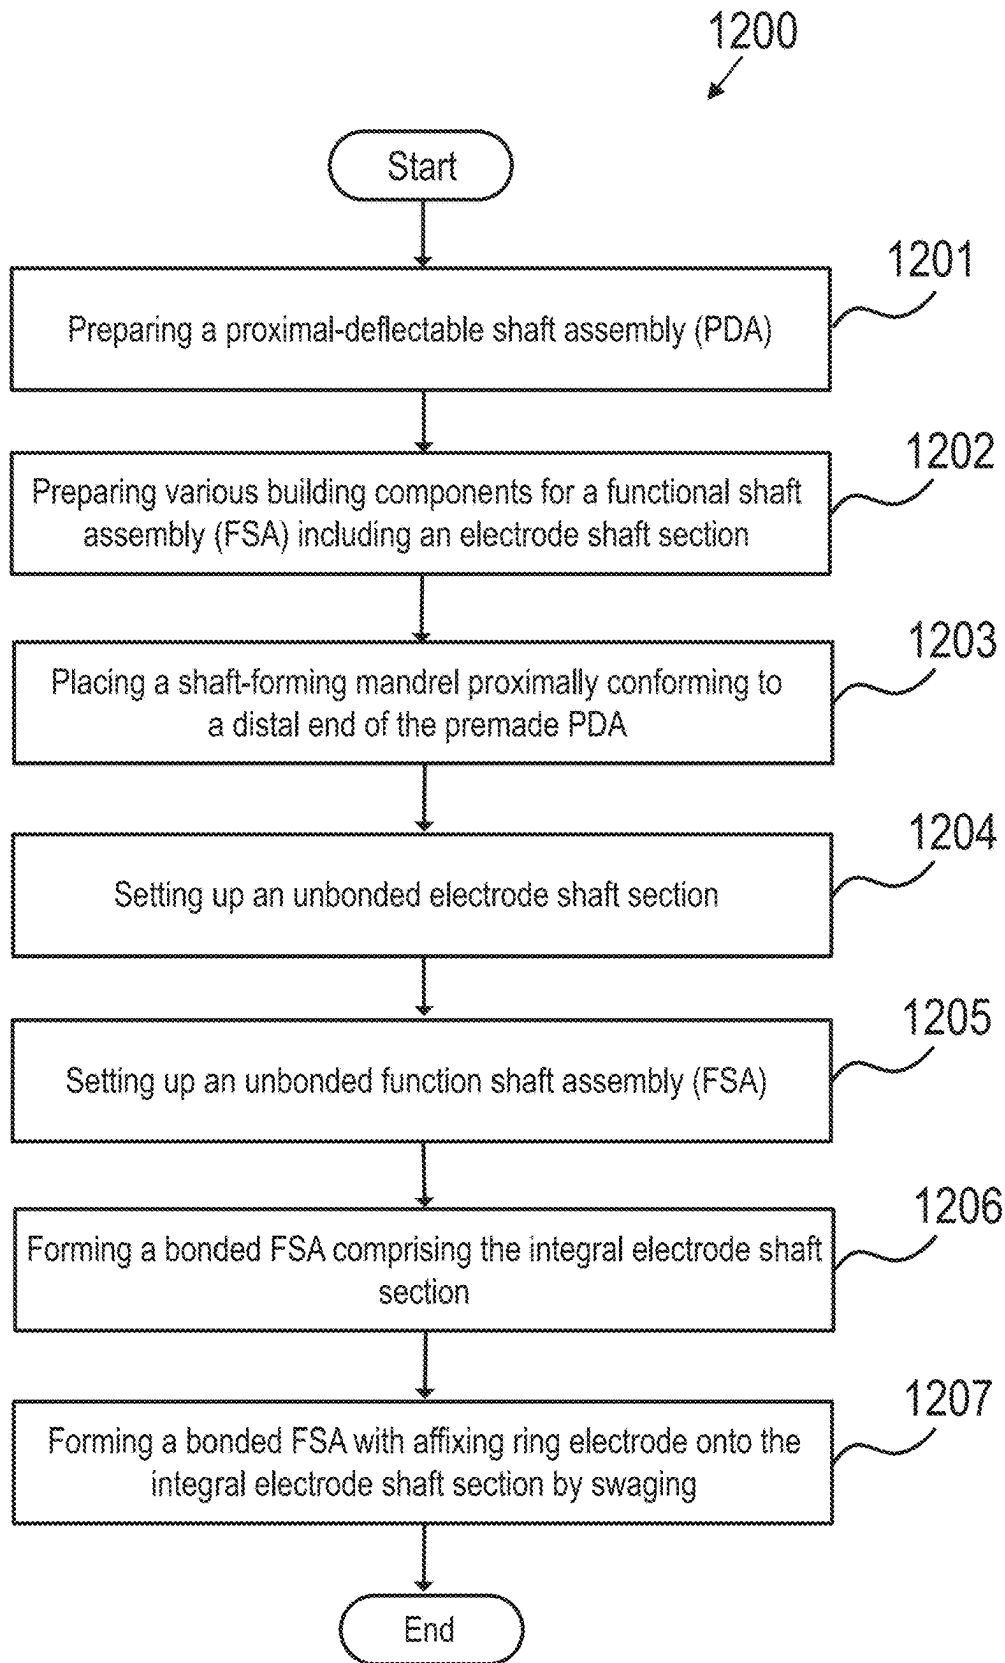 1200
Start
1201
Preparing a proximal-deflectable shaft assembly (PDA)
1202
Preparing various building components for a functional shaft
assembly (FSA) including an electrode shaft section
1203
Placing a shaft-forming mandrel proximally conforming to
a distal end of the premade PDA
1204
Setting up an unbonded electrode shaft section
1205
Setting up an unbonded function shaft assembly (FSA)
1206
Forming a bonded FSA comprising the integral electrode shaft
section
1207
Forming a bonded FSA with affixing ring electrode onto the
integral electrode shaft section by swaging
End